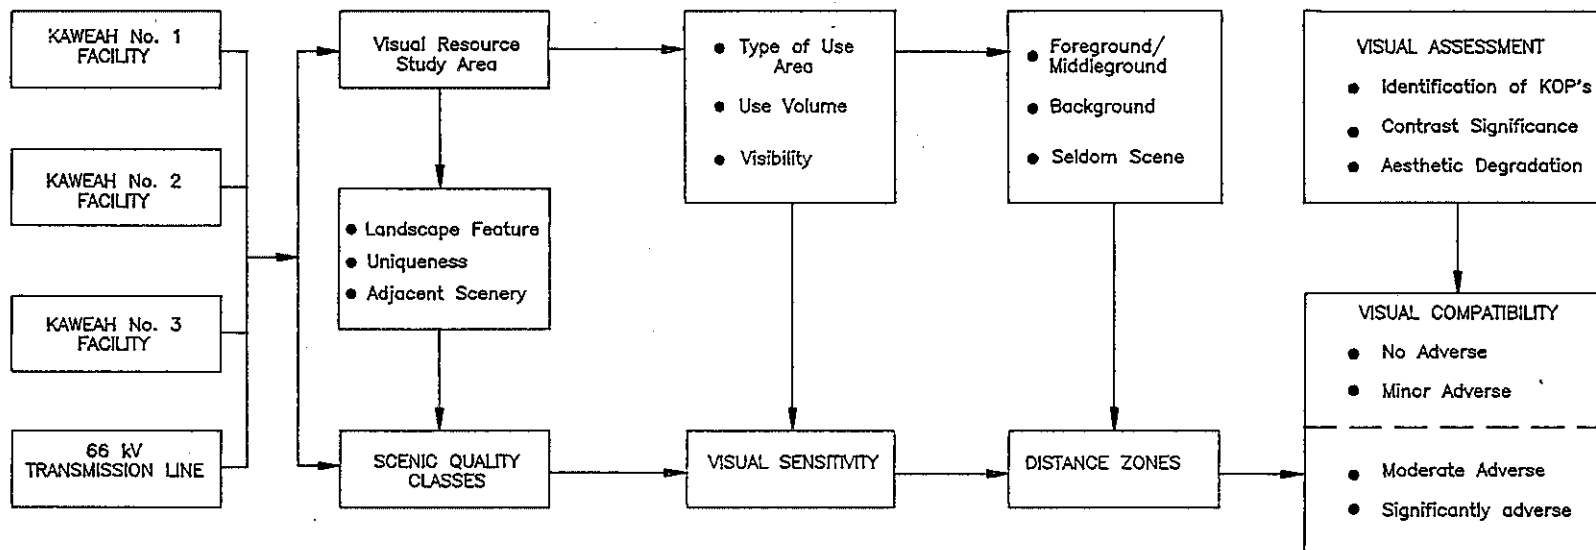 KAWEAH No. 1
FACILITY
KAWEAH No. 2
FACILITY
KAWEAH No. 3
FACILITY
66 kV
TRANSMISSION LINE
Visual Resource
Study Area
● Landscape Feature
● Uniqueness
● Adjacent Scenery
SCENIC QUALITY
CLASSES
● Type of Use
Area
● Use Volume
● Visibility
VISUAL SENSITIVITY
● Foreground/
Middleground
● Background
● Seldom Scene
DISTANCE ZONES
VISUAL ASSESSMENT
● Identification of KOP's
● Contrast Significance
● Aesthetic Degradation
VISUAL COMPATIBILITY
● No Adverse
● Minor Adverse
● Moderate Adverse
● Significantly adverse